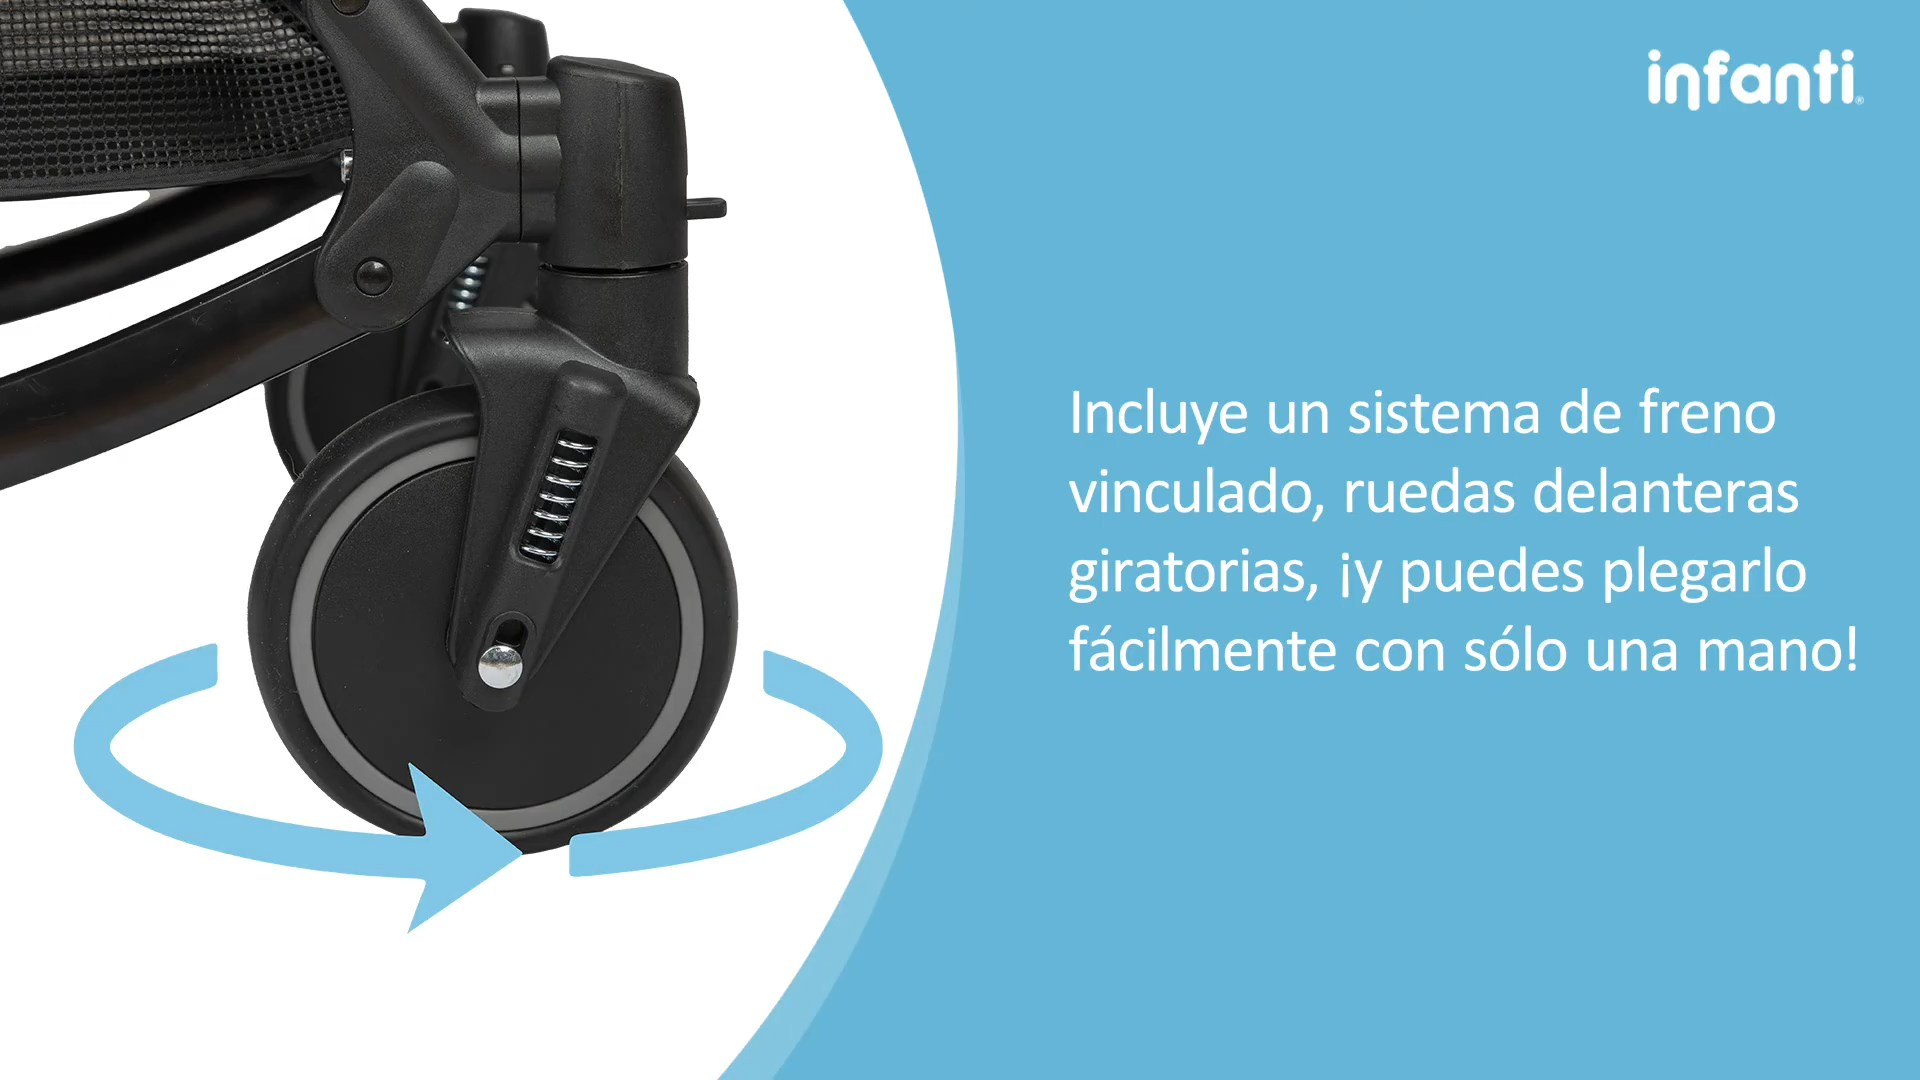 infanti®
Incluye un sistema de freno
vinculado, ruedas delanteras
giratorias, ¡y puedes plegarlo
fácilmente con sólo una mano!